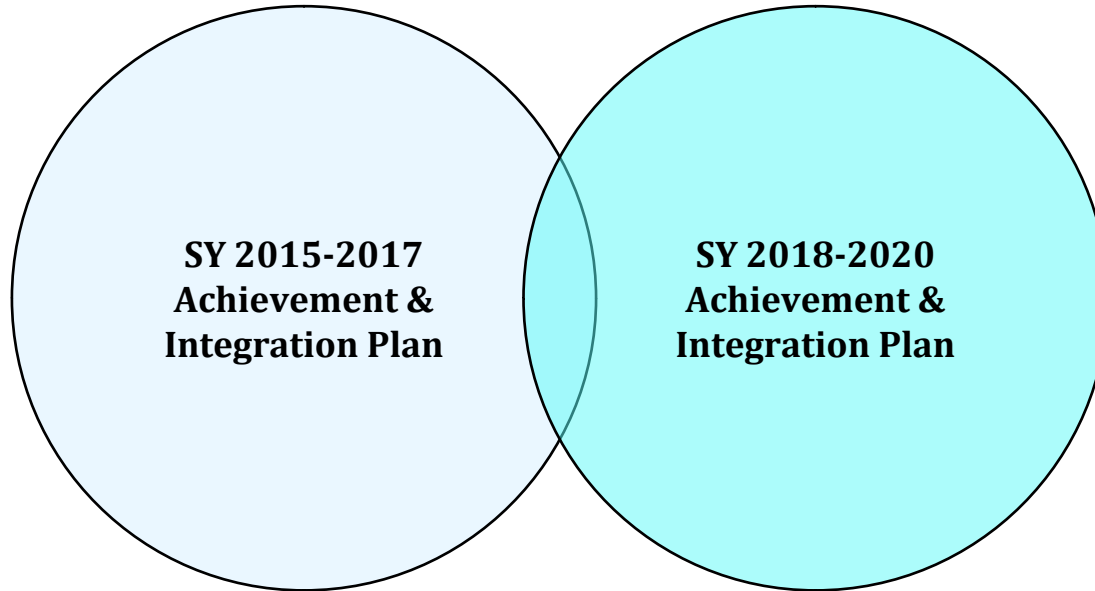 SY 2015-2017
Achievement &
Integration Plan
SY 2018-2020
Achievement &
Integration Plan